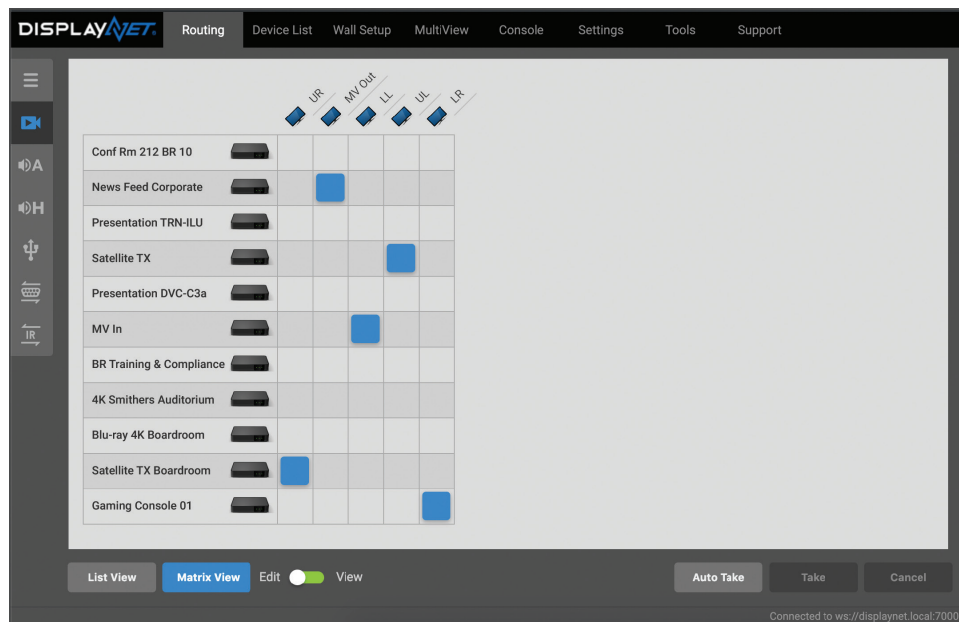 DISPLAYNET. Routing Device List Wall Setup MultiView Console Settings Tools Support
UR MV Out LL UL LR
A
H
IR
Conf Rm 212 BR 10
News Feed Corporate
Presentation TRN-ILU
Satellite TX
Presentation DVC-C3a
MV In
BR Training & Compliance
4K Smithers Auditorium
Blu-ray 4K Boardroom
Satellite TX Boardroom
Gaming Console 01
List View Matrix View Edit View Auto Take Take Cancel
Connected to ws://displaynet.local:7000